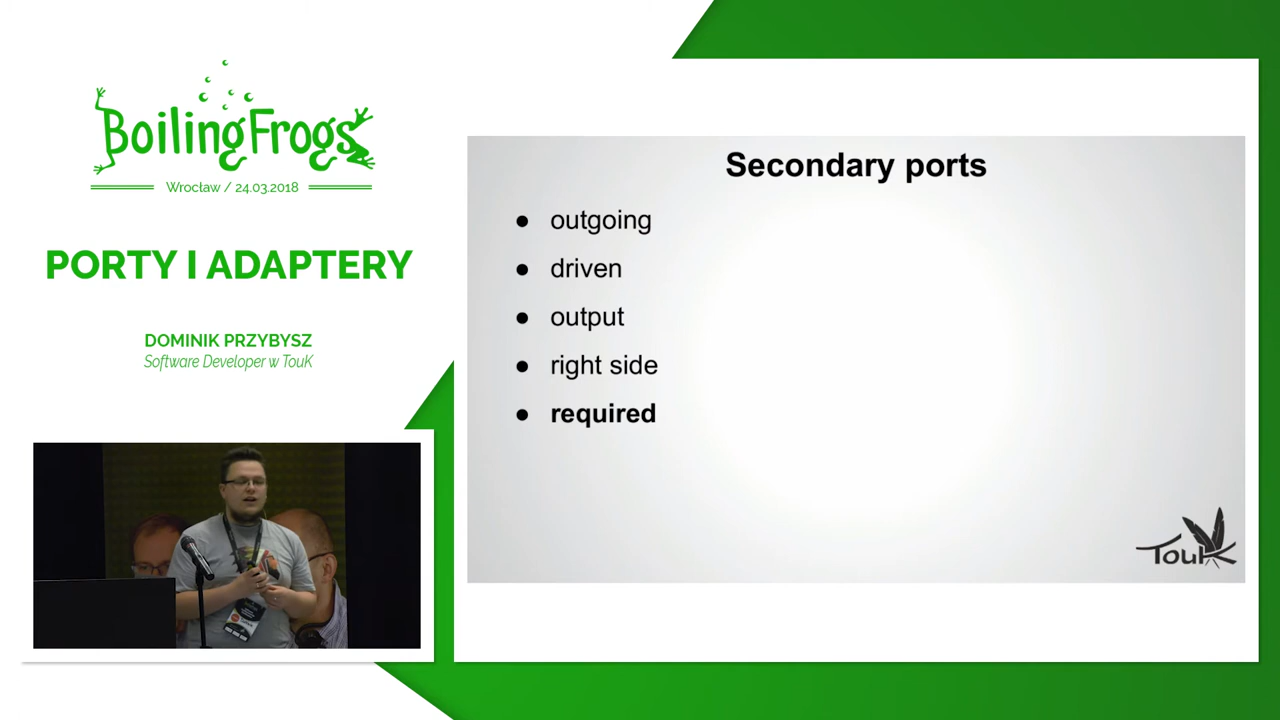 BoilingFrogs
Wrocław / 24.03.2018
PORTY I ADAPTERY
DOMINIK PRZYBYSZ
Software Developer w TouK
Secondary ports
● outgoing
● driven
● output
● right side
● required
TouK